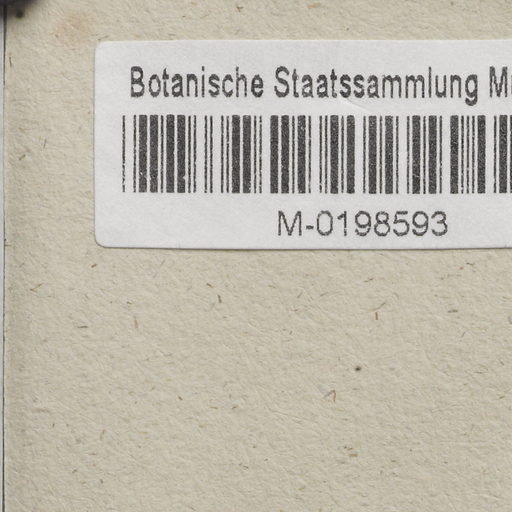 Botanische Staatssammlung
M-0198593